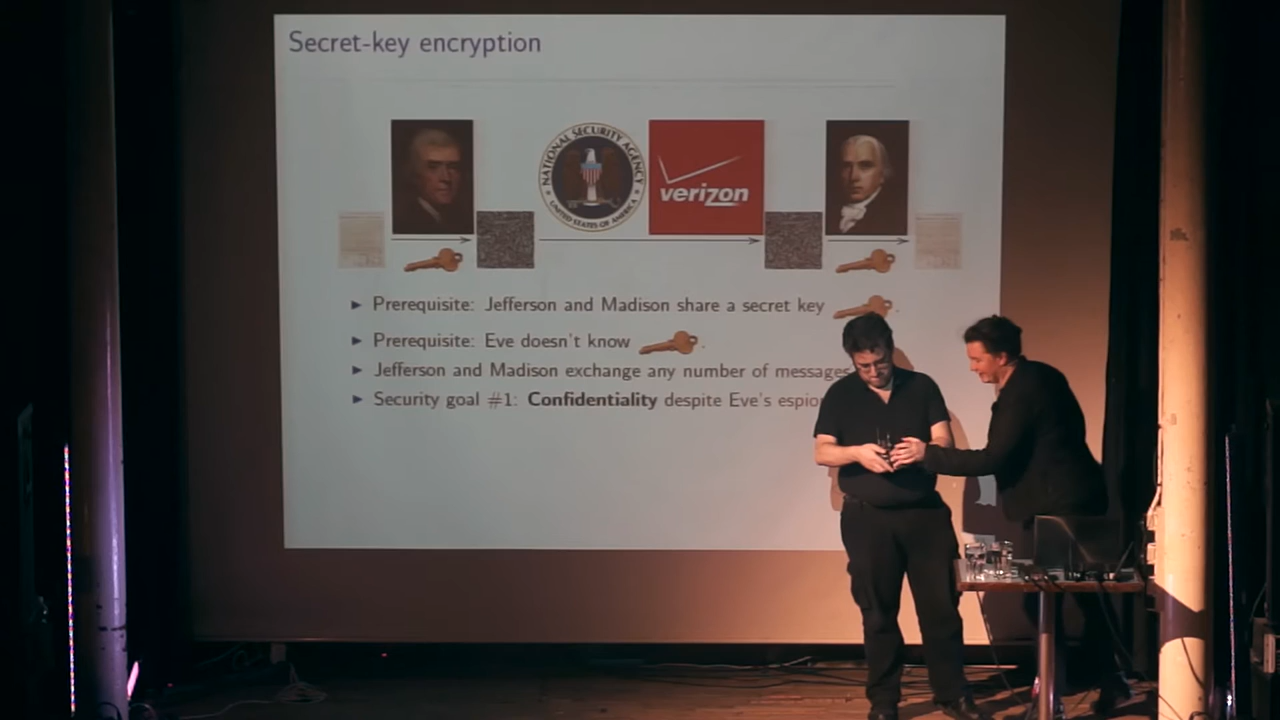 Secret-key encryption
NATIONAL SECURITY AGENCY
UNITED STATES OF AMERICA
verizon
Prerequisite: Jefferson and Madison share a secret key .
Prerequisite: Eve doesn't know .
Jefferson and Madison exchange any number of messages
Security goal #1: Confidentiality despite Eve's